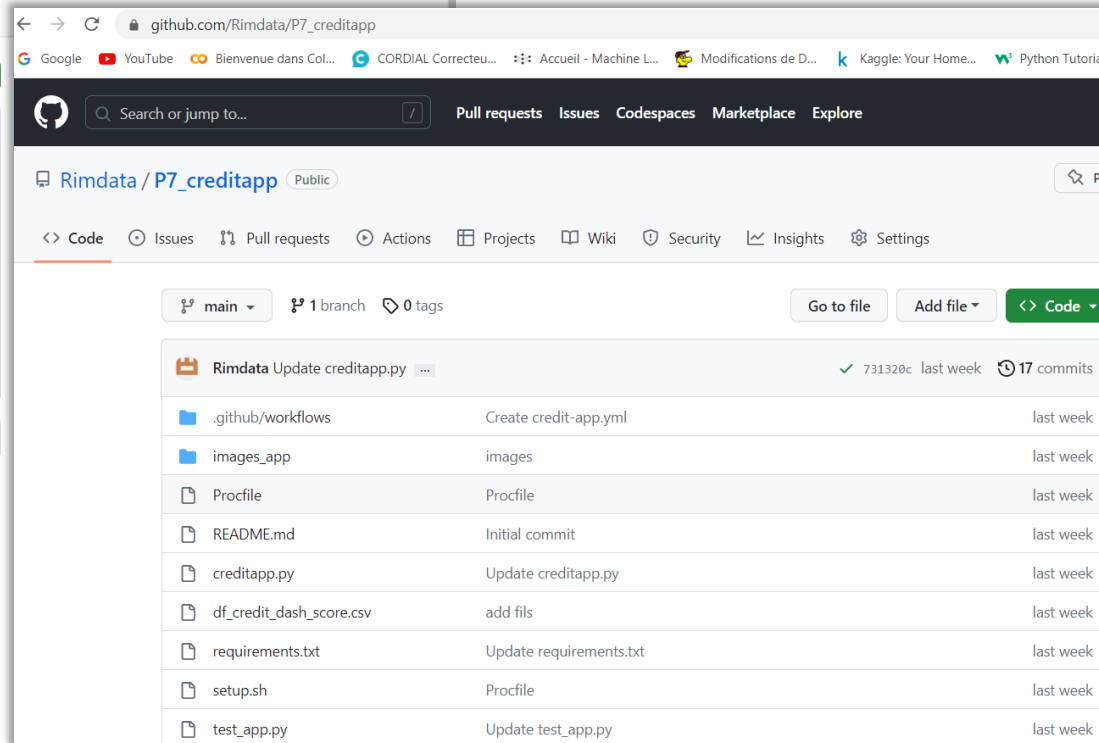 github.com/Rimdata/P7_creditapp
Google YouTube Bienvenue dans Col... CORDIAL Correcteu... Accueil - Machine L... Modifications de D... Kaggle: Your Home... Python Tutoria
Search or jump to... / Pull requests Issues Codespaces Marketplace Explore
Rimdata / P7_creditapp Public P
Code Issues Pull requests Actions Projects Wiki Security Insights Settings
main 1 branch 0 tags Go to file Add file Code
Rimdata Update creditapp.py ... 731320c last week 17 commits
.github/workflows Create credit-app.yml last week
images_app images last week
Procfile Procfile last week
README.md Initial commit last week
creditapp.py Update creditapp.py last week
df_credit_dash_score.csv add fils last week
requirements.txt Update requirements.txt last week
setup.sh Procfile last week
test_app.py Update test_app.py last week